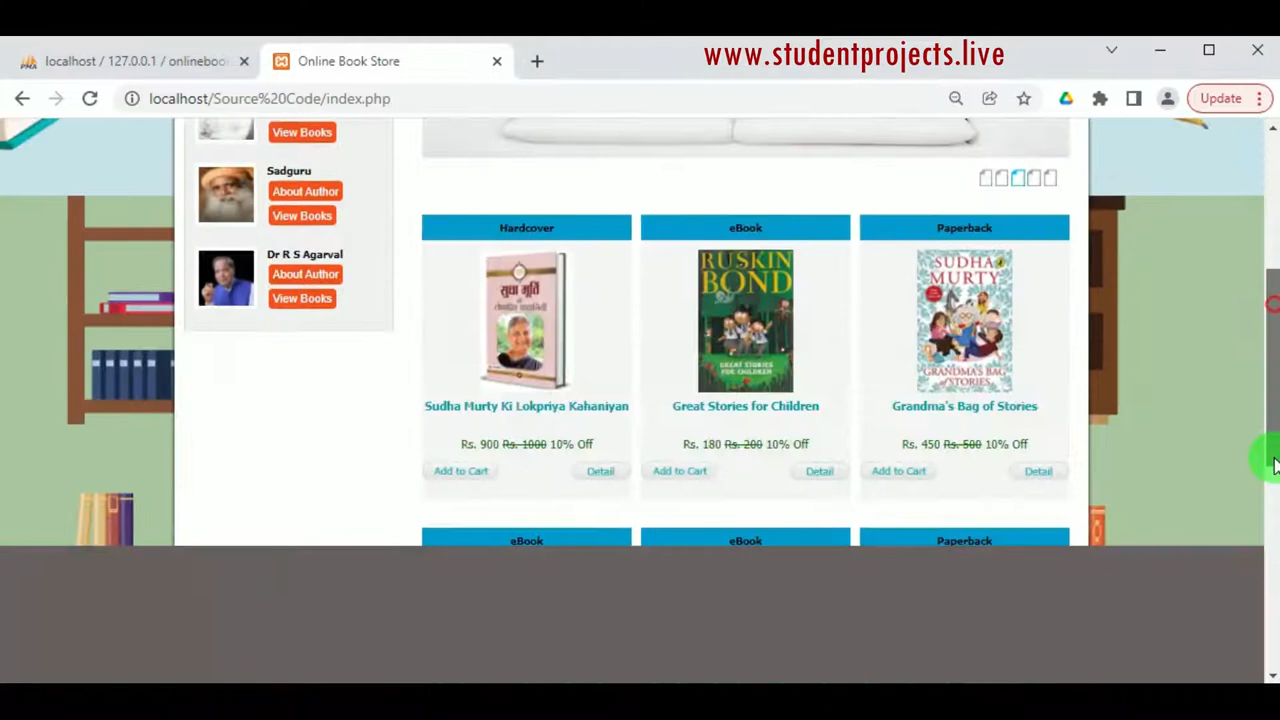 www.studentprojects.live
localhost / 127.0.0.1 / onlineboo
Online Book Store
localhost/Source%20Code/index.php
Update
View Books
Sadguru
About Author
View Books
Dr R S Agarval
About Author
View Books
Hardcover
eBook
Paperback
सुधा मूर्ति
RUSKIN
BOND
GREAT STORIES
FOR CHILDREN
SUDHA
MURTY
GRANDMA'S BAG
OF STORIES
Sudha Murty Ki Lokpriya Kahaniyan
Great Stories for Children
Grandma's Bag of Stories
Rs. 900 Rs. 1000 10% Off
Rs. 180 Rs. 200 10% Off
Rs. 450 Rs. 500 10% Off
Add to Cart
Detail
Add to Cart
Detail
Add to Cart
Detail
eBook
eBook
Paperback